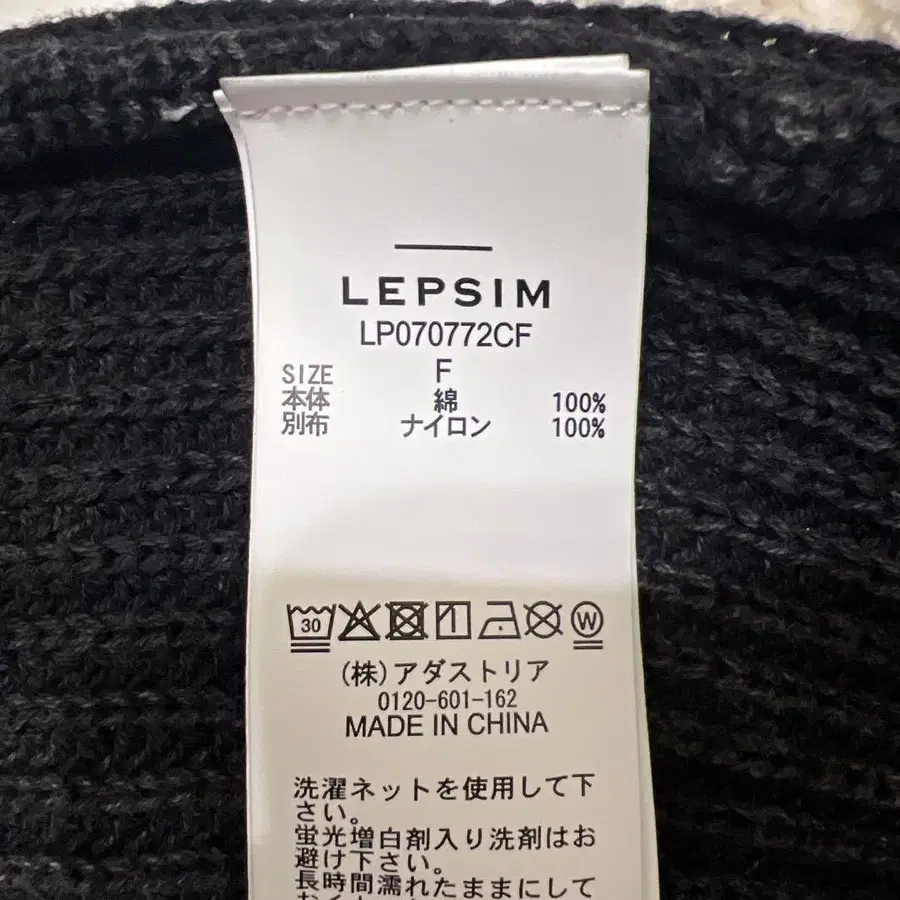 LEPSIM
LP070772CF
SIZE F
本体 綿 100%
別布 ナイロン 100%
30 W
(株)アダストリア
0120-601-162
MADE IN CHINA
洗濯ネットを使用して下
さい。
蛍光増白剤入り洗剤はお
避け下さい。
長時間濡れたままにして